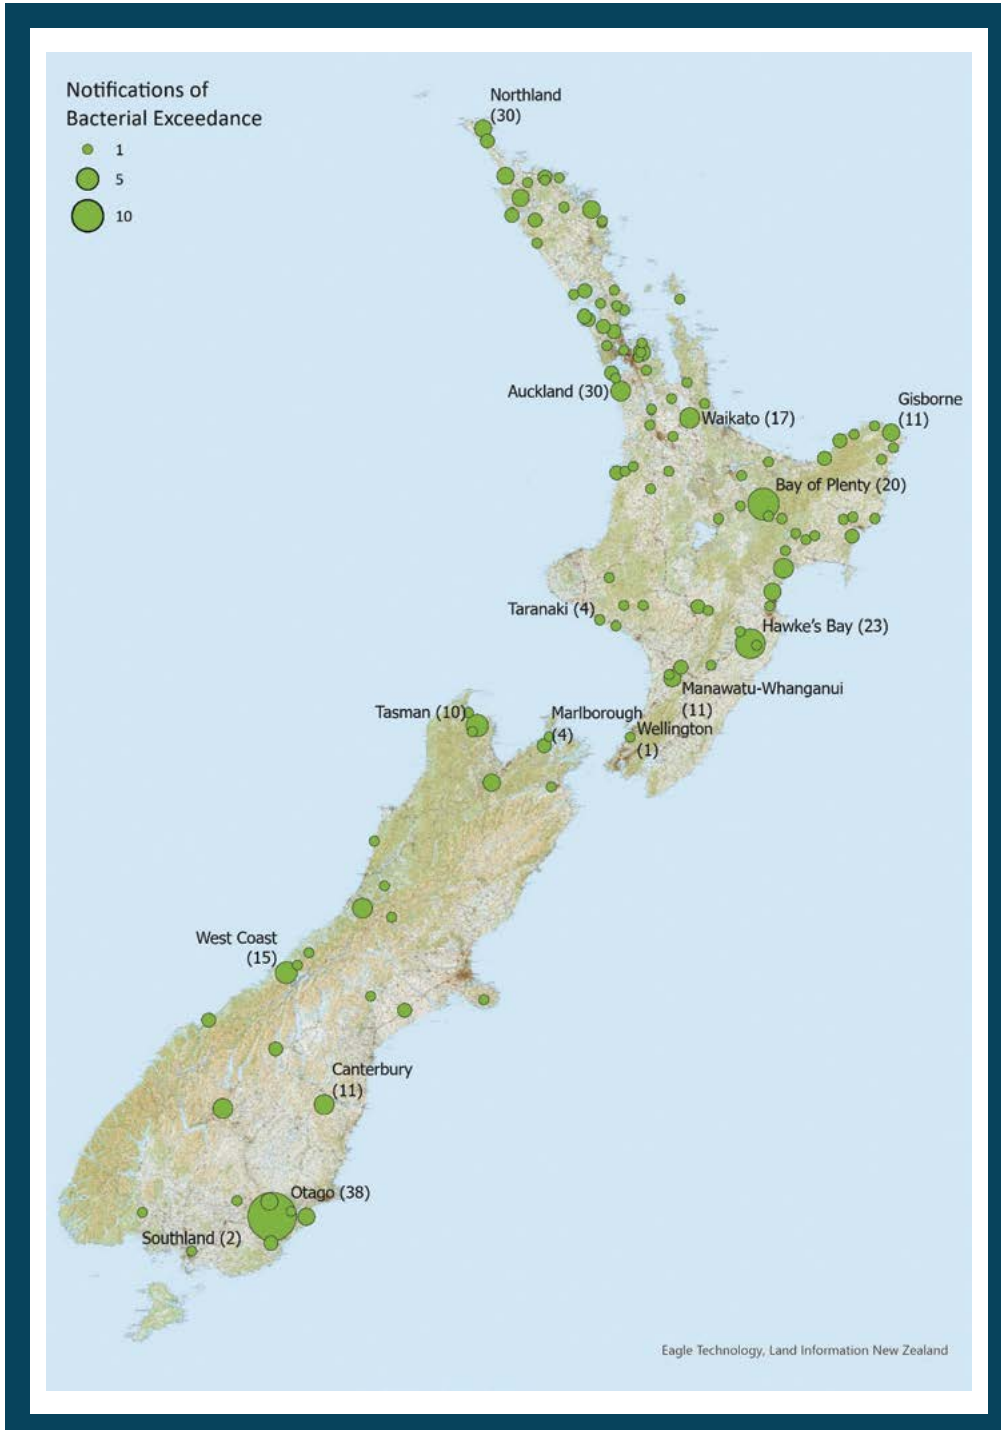 Notifications of
Bacterial Exceedance
1
5
10
Northland
(30)
Auckland (30)
Waikato (17)
Gisborne
(11)
Bay of Plenty (20)
Taranaki (4)
Hawke's Bay (23)
Manawatu-Whanganui
(11)
Tasman (10)
Marlborough
(4)
Wellington
(1)
West Coast
(15)
Canterbury
(11)
Otago (38)
Southland (2)
Eagle Technology, Land Information New Zealand